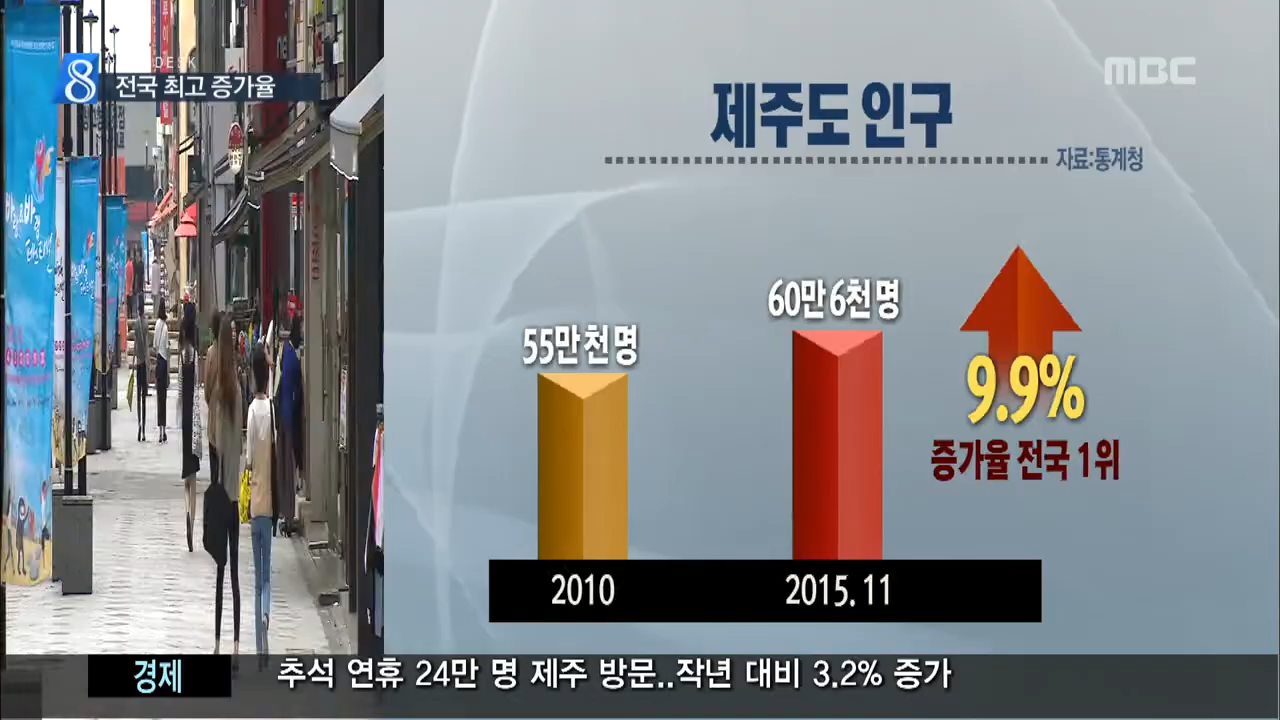 DESK
8
전국 최고 증가율
MBC
제주도 인구
자료:통계청
55만 천 명
60만 6천 명
9.9%
증가율 전국 1위
2010
2015. 11
경제
추석 연휴 24만 명 제주 방문..작년 대비 3.2% 증가